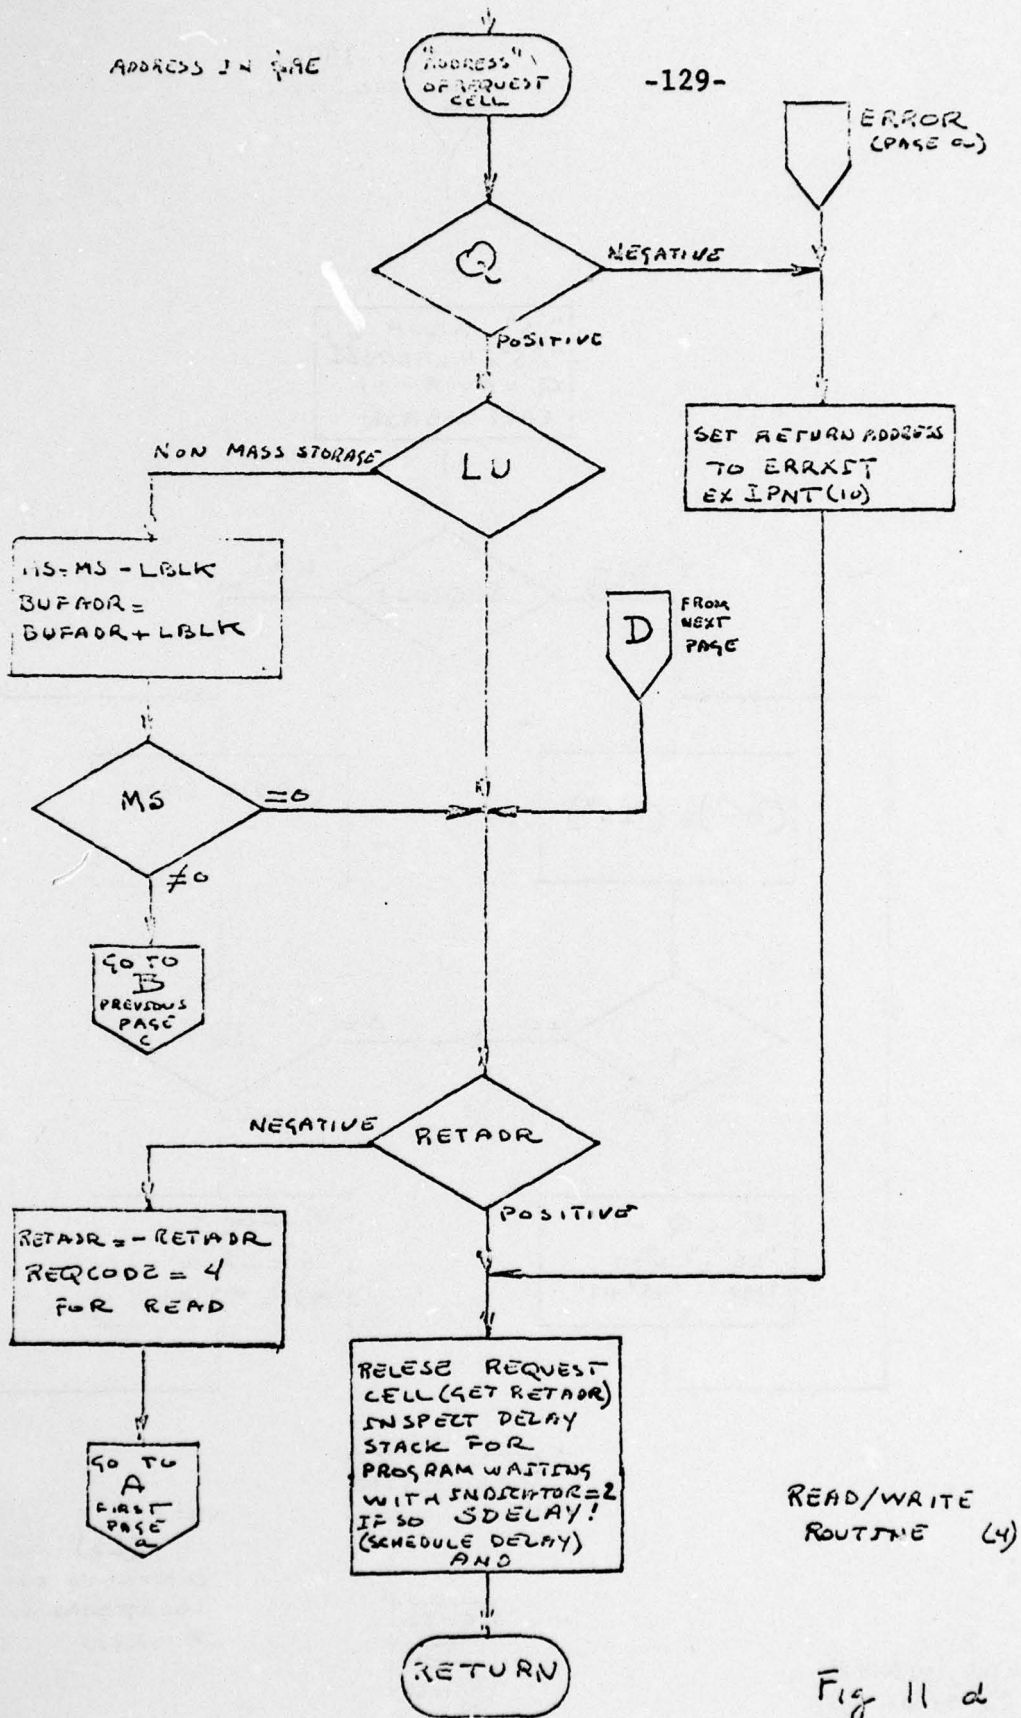 ADDRESS IN
"ADDRESS"
OF REQUEST
CELL
-129-
ERROR
(PAGE a)
Q
NEGATIVE
POSITIVE
NON MASS STORAGE
LU
SET RETURN ADDRESS
TO ERRXIT
EX IPNT(10)
MS=MS-LBLK
BUFADR=
BUFADR+LBLK
D
FROM
NEXT
PAGE
MS
=0
≠0
GO TO
B
PREVIOUS
PAGE
c
NEGATIVE
RETADR
POSITIVE
RETADR=-RETADR
REQCODE=4
FOR READ
RELESE REQUEST
CELL(GET RETADR)
INSPECT DELAY
STACK FOR
PROGRAM WAITING
WITH INDICATOR=2
IF SO SDELAY!
(SCHEDULE DELAY)
AND
GO TO
A
FIRST
PAGE
a
READ/WRITE
ROUTINE (4)
RETURN
Fig 11 d